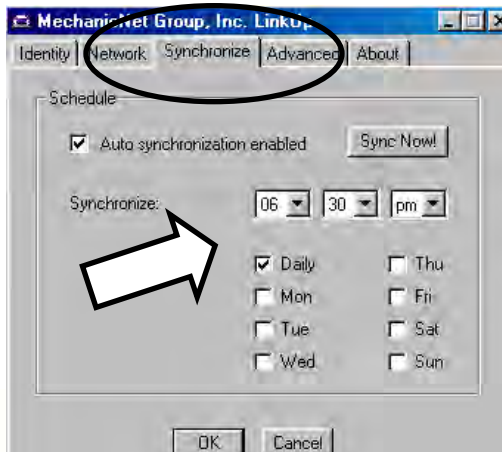 MechanicNet Group, Inc. LinkUp
Identity Network Synchronize Advanced About
Schedule
Auto synchronization enabled Sync Now!
Synchronize: 06 30 pm
Daily Thu
Mon Fri
Tue Sat
Wed Sun
OK Cancel